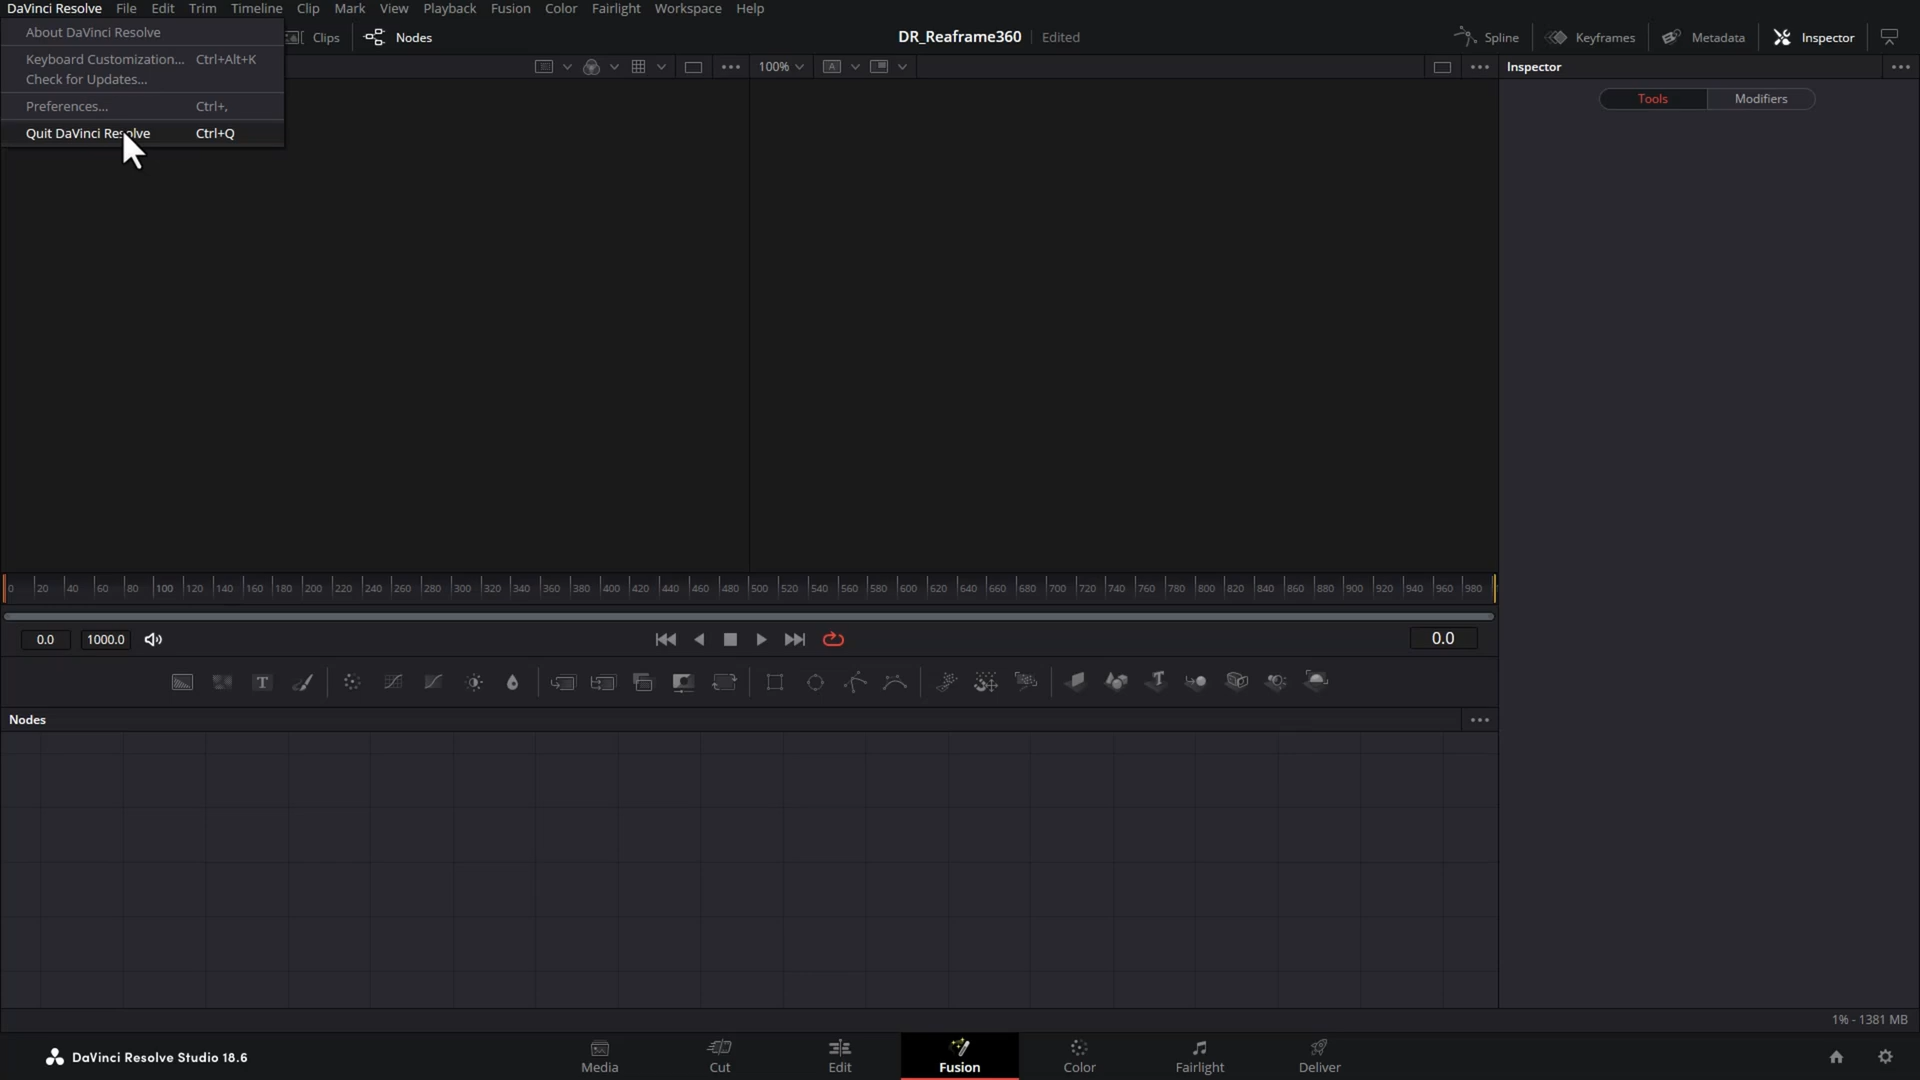 DaVinci Resolve File Edit Trim Timeline Clip Mark View Playback Fusion Color Fairlight Workspace Help
About DaVinci Resolve
Keyboard Customization... Ctrl+Alt+K
Check for Updates...
Preferences... Ctrl+,
Quit DaVinci Resolve Ctrl+Q
Clips Nodes DR_Reaframe360 Edited Spline Keyframes Metadata Inspector
100% A Inspector
Tools Modifiers
0 20 40 60 80 100 120 140 160 180 200 220 240 260 280 300 320 340 360 380 400 420 440 460 480 500 520 540 560 580 600 620 640 660 680 700 720 740 760 780 800 820 840 860 880 900 920 940 960 980
0.0 1000.0 0.0
T
Nodes
1% - 1381 MB
DaVinci Resolve Studio 18.6 Media Cut Edit Fusion Color Fairlight Deliver